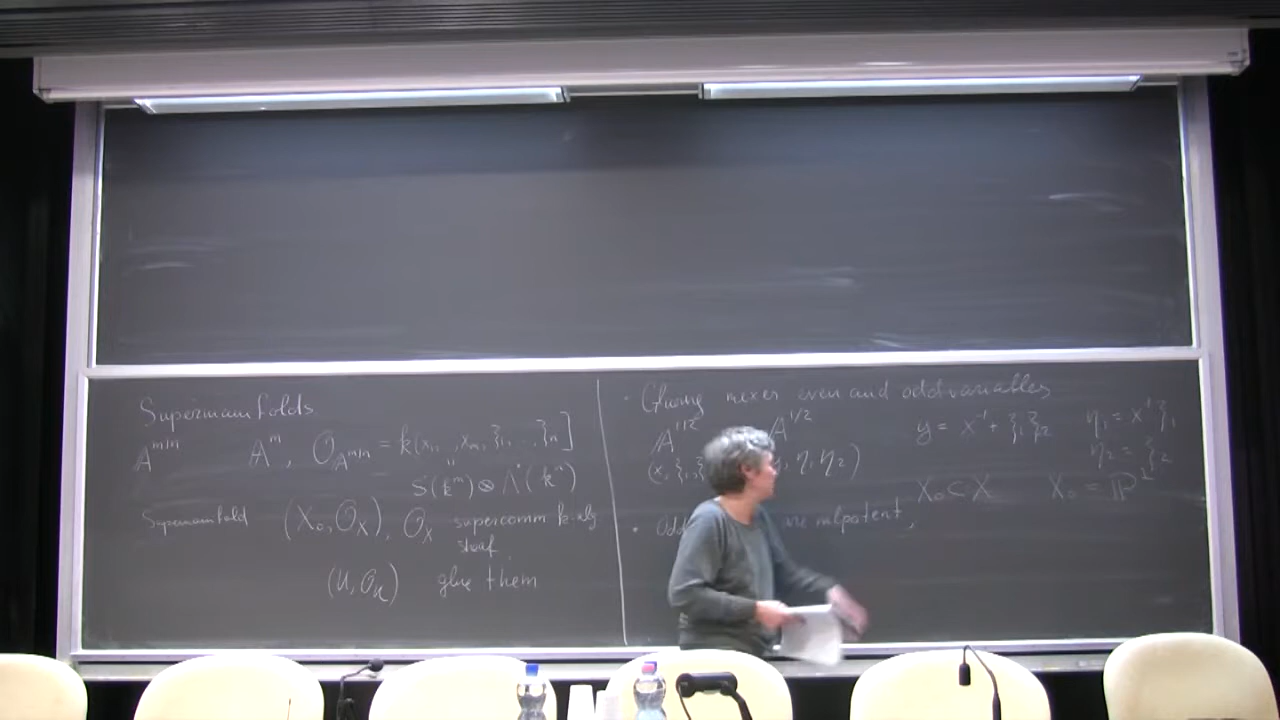 Supermanifolds
A^{m|n}   A^m, O_{A^{m|n}} = k[x_1, ..., x_m, ξ_1, ..., ξ_n]
=
S(k^m) ⊗ Λ^•(k^n)
Supermanifold (X_0, O_X), O_X supercomm k-alg
sheaf.
(U, O_U) glue them
• Gluing mixes even and odd variables
A^{1|2} A^{1|2} y = x^{-1} + ξ_1 ξ_2 η_1 = x^{-1} ξ_1
(x, ξ_1, η_1 η_2) η_2 = ξ_2
• Odd are nilpotent, X_0 ⊂ X X_0 = ℙ^1